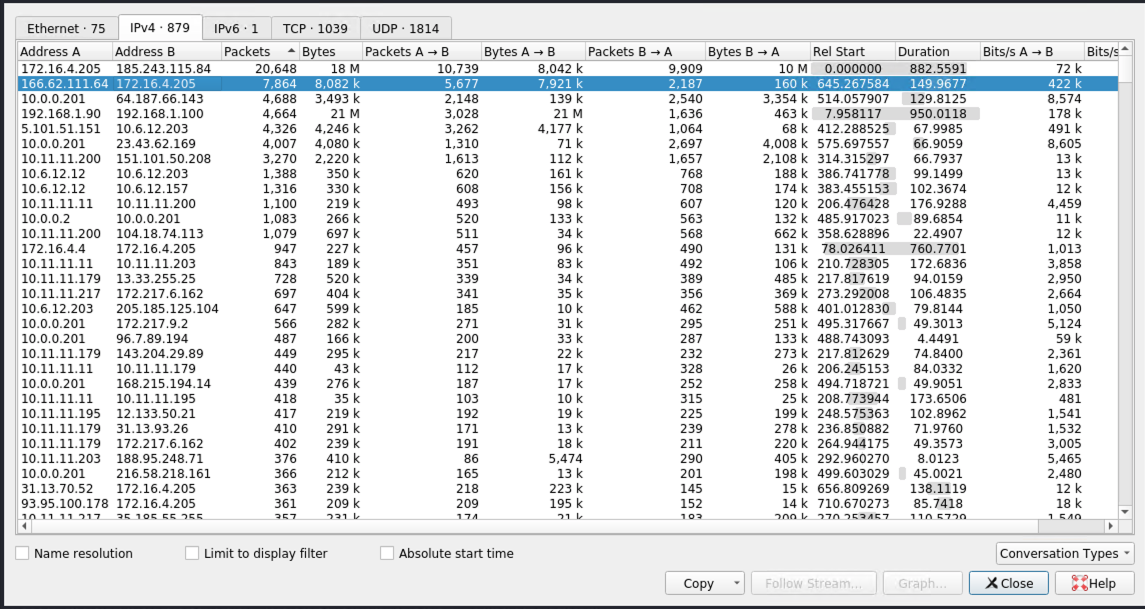 Ethernet · 75 IPv4 · 879 IPv6 · 1 TCP · 1039 UDP · 1814
Address A Address B Packets Bytes Packets A → B Bytes A → B Packets B → A Bytes B → A Rel Start Duration Bits/s A → B Bits/s
172.16.4.205 185.243.115.84 20,648 18 M 10,739 8,042 k 9,909 10 M 0.000000 882.5591 72 k
166.62.111.64 172.16.4.205 7,864 8,082 k 5,677 7,921 k 2,187 160 k 645.267584 149.9677 422 k
10.0.0.201 64.187.66.143 4,688 3,493 k 2,148 139 k 2,540 3,354 k 514.057907 129.8125 8,574
192.168.1.90 192.168.1.100 4,664 21 M 3,028 21 M 1,636 463 k 7.958117 950.0118 178 k
5.101.51.151 10.6.12.203 4,326 4,246 k 3,262 4,177 k 1,064 68 k 412.288525 67.9985 491 k
10.0.0.201 23.43.62.169 4,007 4,080 k 1,310 71 k 2,697 4,008 k 575.697557 66.9059 8,605
10.11.11.200 151.101.50.208 3,270 2,220 k 1,613 112 k 1,657 2,108 k 314.315297 66.7937 13 k
10.6.12.12 10.6.12.203 1,388 350 k 620 161 k 768 188 k 386.741778 99.1499 13 k
10.6.12.12 10.6.12.157 1,316 330 k 608 156 k 708 174 k 383.455153 102.3674 12 k
10.11.11.11 10.11.11.200 1,100 219 k 493 98 k 607 120 k 206.476428 176.9288 4,459
10.0.0.2 10.0.0.201 1,083 266 k 520 133 k 563 132 k 485.917023 89.6854 11 k
10.11.11.200 104.18.74.113 1,079 697 k 511 34 k 568 662 k 358.628896 22.4907 12 k
172.16.4.4 172.16.4.205 947 227 k 457 96 k 490 131 k 78.026411 760.7701 1,013
10.11.11.11 10.11.11.203 843 189 k 351 83 k 492 106 k 210.728305 172.6836 3,858
10.11.11.179 13.33.255.25 728 520 k 339 34 k 389 485 k 217.817619 94.0159 2,950
10.11.11.217 172.217.6.162 697 404 k 341 35 k 356 369 k 273.292008 106.4835 2,664
10.6.12.203 205.185.125.104 647 599 k 185 10 k 462 588 k 401.012830 79.8144 1,050
10.0.0.201 172.217.9.2 566 282 k 271 31 k 295 251 k 495.317667 49.3013 5,124
10.0.0.201 96.7.89.194 487 166 k 200 33 k 287 133 k 488.743093 4.4491 59 k
10.11.11.179 143.204.29.89 449 295 k 217 22 k 232 273 k 217.812629 74.8400 2,361
10.11.11.11 10.11.11.179 440 43 k 112 17 k 328 26 k 206.245153 84.0332 1,620
10.0.0.201 168.215.194.14 439 276 k 187 17 k 252 258 k 494.718721 49.9051 2,833
10.11.11.11 10.11.11.195 418 35 k 103 10 k 315 25 k 208.773944 173.6506 481
10.11.11.195 12.133.50.21 417 219 k 192 19 k 225 199 k 248.575363 102.8962 1,541
10.11.11.179 31.13.93.26 410 291 k 171 13 k 239 278 k 236.850882 71.9760 1,532
10.11.11.179 172.217.6.162 402 239 k 191 18 k 211 220 k 264.944175 49.3573 3,005
10.11.11.203 188.95.248.71 376 410 k 86 5,474 290 405 k 292.960270 8.0123 5,465
10.0.0.201 216.58.218.161 366 212 k 165 13 k 201 198 k 499.603029 45.0021 2,480
31.13.70.52 172.16.4.205 363 239 k 218 223 k 145 15 k 656.809269 138.1119 12 k
93.95.100.178 172.16.4.205 361 209 k 209 195 k 152 14 k 710.670273 85.7418 18 k
10.11.11.217 35.185.55.255 357 231 k 174 21 k 183 209 k 270.253457 110.5729 1,549
Name resolution Limit to display filter Absolute start time Conversation Types
Copy Follow Stream... Graph... Close Help